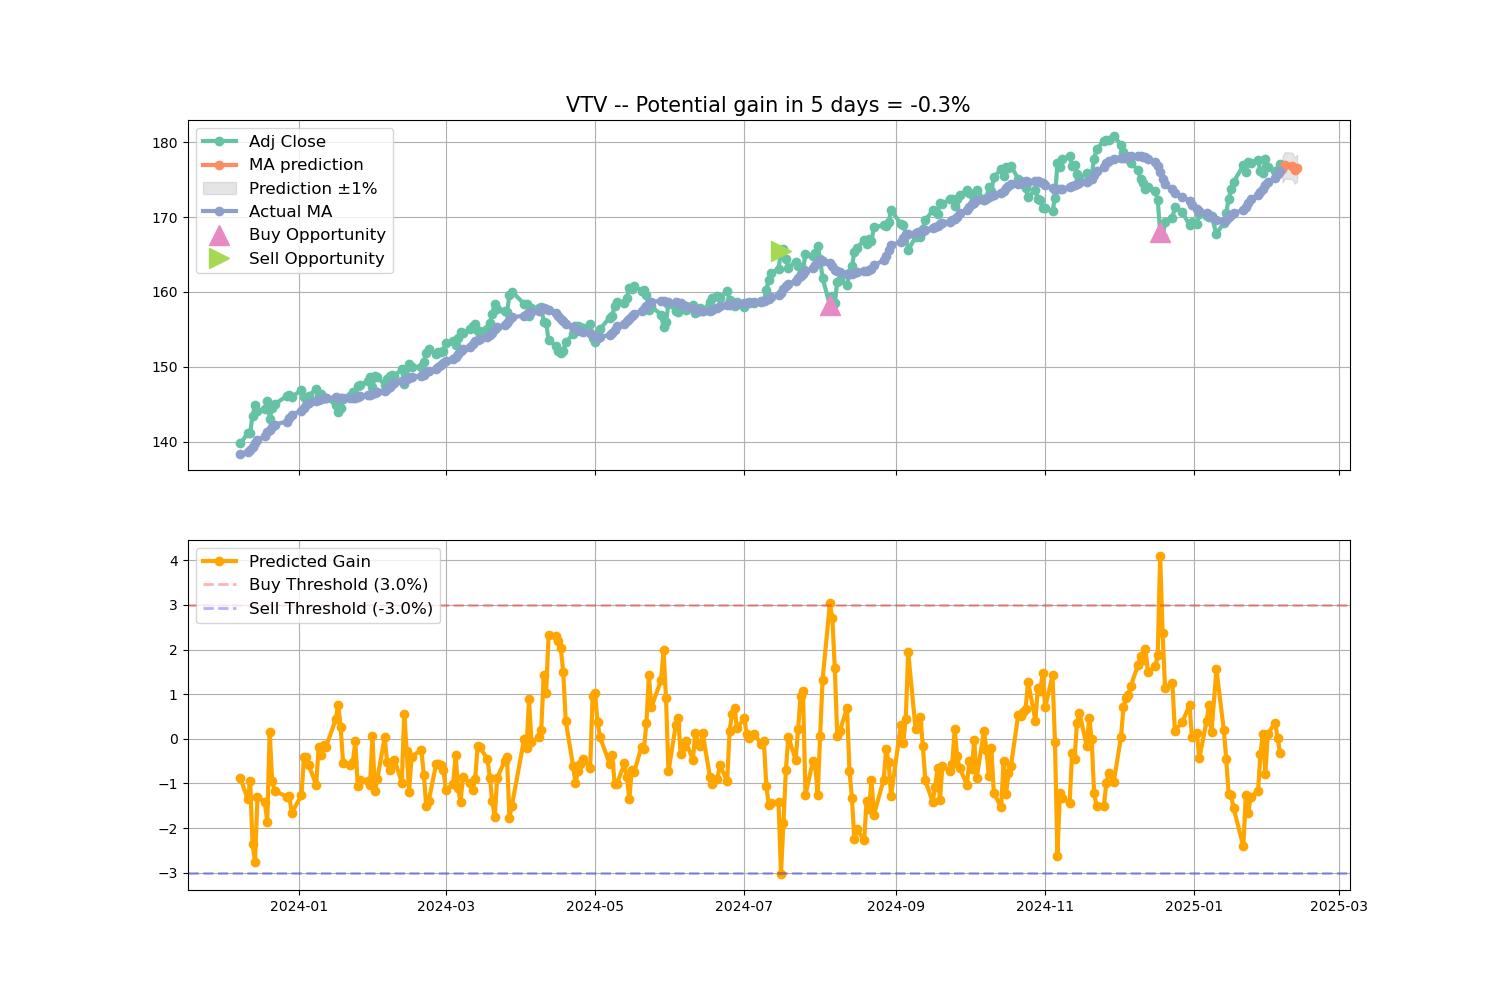 VTV -- Potential gain in 5 days = -0.3%
180
170
160
150
140
Adj Close
MA prediction
Prediction ±1%
Actual MA
Buy Opportunity
Sell Opportunity
4
3
2
1
0
−1
−2
−3
Predicted Gain
Buy Threshold (3.0%)
Sell Threshold (-3.0%)
2024-01
2024-03
2024-05
2024-07
2024-09
2024-11
2025-01
2025-03